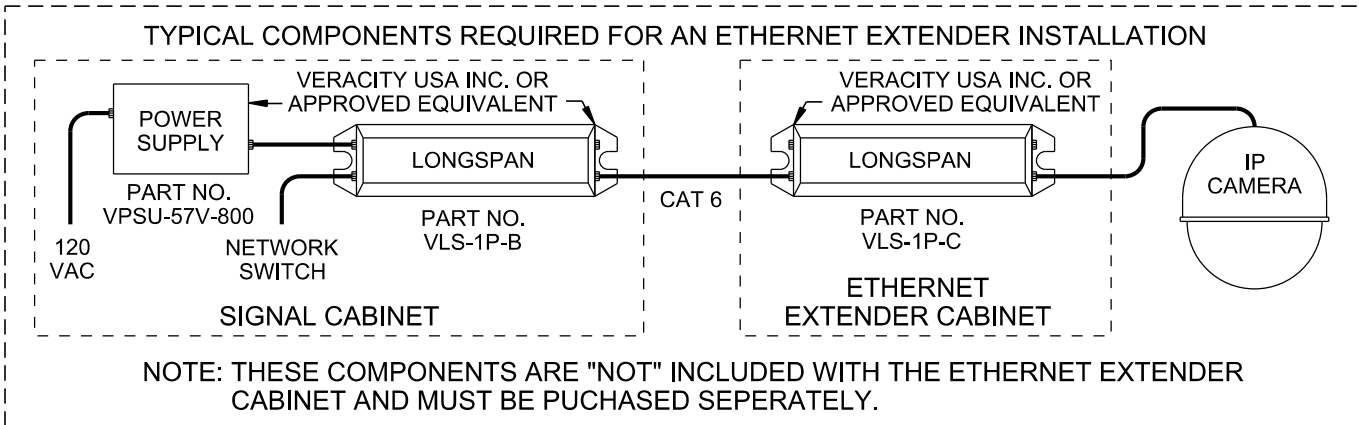 TYPICAL COMPONENTS REQUIRED FOR AN ETHERNET EXTENDER INSTALLATION
VERACITY USA INC. OR
APPROVED EQUIVALENT
POWER
SUPPLY
PART NO.
VPSU-57V-800
120
VAC
NETWORK
SWITCH
LONGSPAN
PART NO.
VLS-1P-B
SIGNAL CABINET
CAT 6
VERACITY USA INC. OR
APPROVED EQUIVALENT
LONGSPAN
PART NO.
VLS-1P-C
ETHERNET
EXTENDER CABINET
IP
CAMERA
NOTE: THESE COMPONENTS ARE "NOT" INCLUDED WITH THE ETHERNET EXTENDER
CABINET AND MUST BE PUCHASED SEPERATELY.